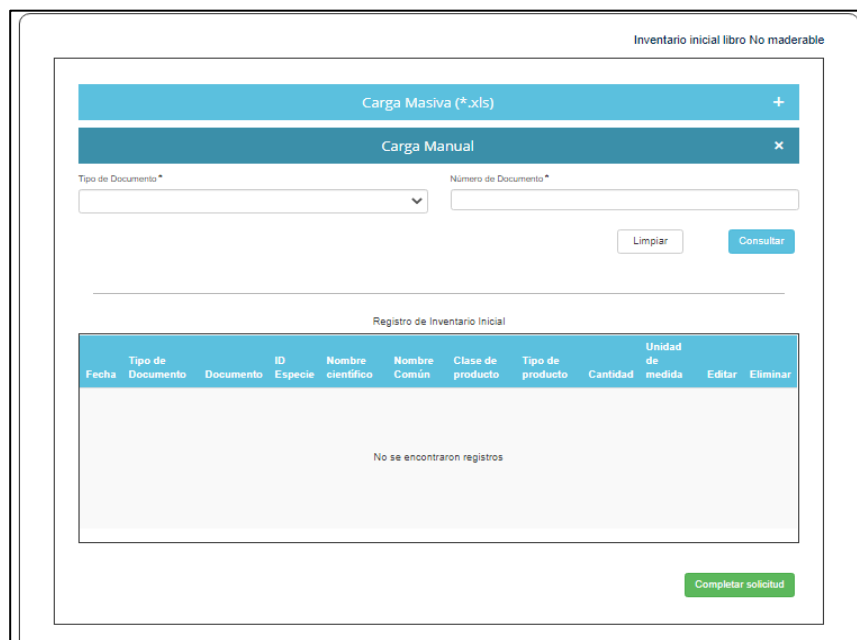 Inventario inicial libro No maderable
Carga Masiva (*.xls) +
Carga Manual ×
Tipo de Documento * Número de Documento *
Limpiar Consultar
Registro de Inventario Inicial
Fecha Tipo de Documento Documento ID Especie Nombre científico Nombre Común Clase de producto Tipo de producto Cantidad Unidad de medida Editar Eliminar
No se encontraron registros
Completar solicitud